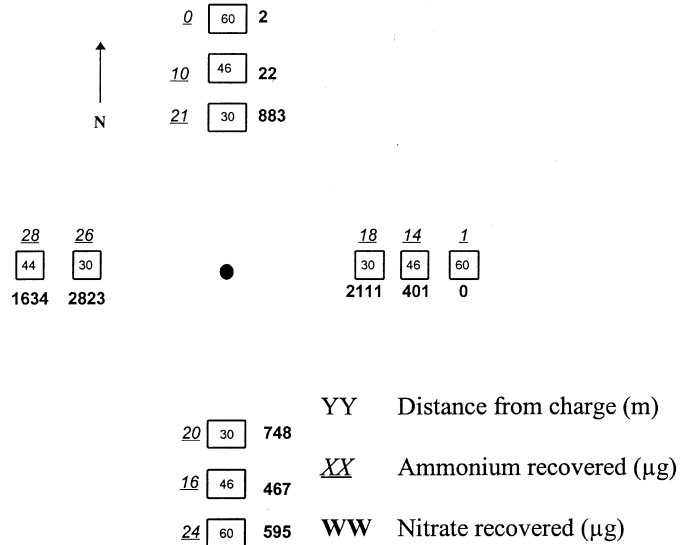 0 60 2
10 46 22
N
21 30 883
28 26 18 14 1
44 30 30 46 60
1634 2823 2111 401 0
YY Distance from charge (m)
20 30 748
XX Ammonium recovered (µg)
16 46 467
24 60 595 WW Nitrate recovered (µg)